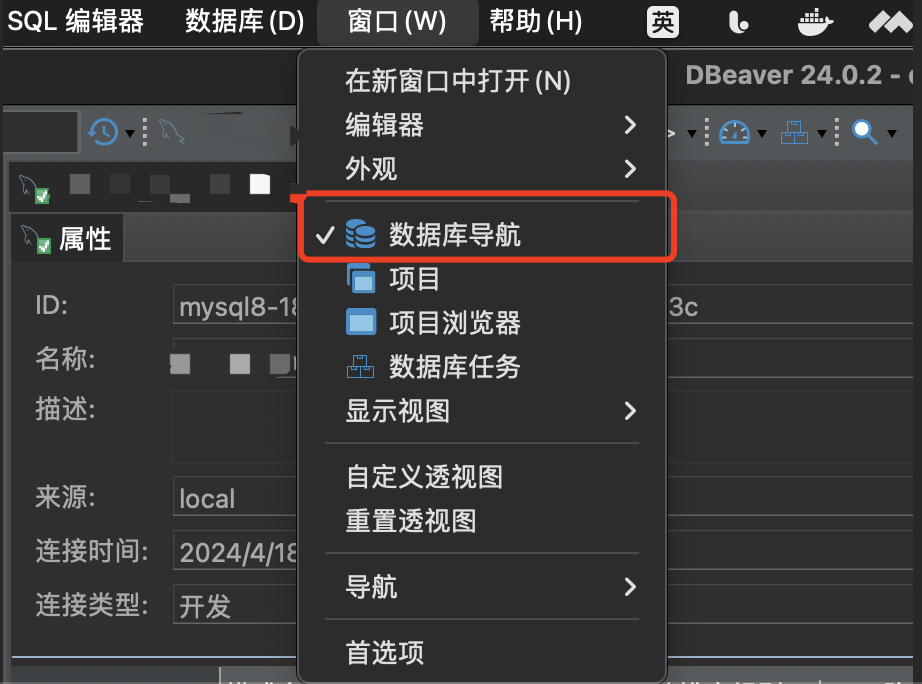 SQL 编辑器 数据库(D) 窗口(W) 帮助(H) 英
DBeaver 24.0.2 -
在新窗口中打开(N)
编辑器
外观
数据库导航
项目
项目浏览器
数据库任务
显示视图
自定义透视图
重置透视图
导航
首选项
属性
ID: mysql8-18 3c
名称:
描述:
来源: local
连接时间: 2024/4/18
连接类型: 开发